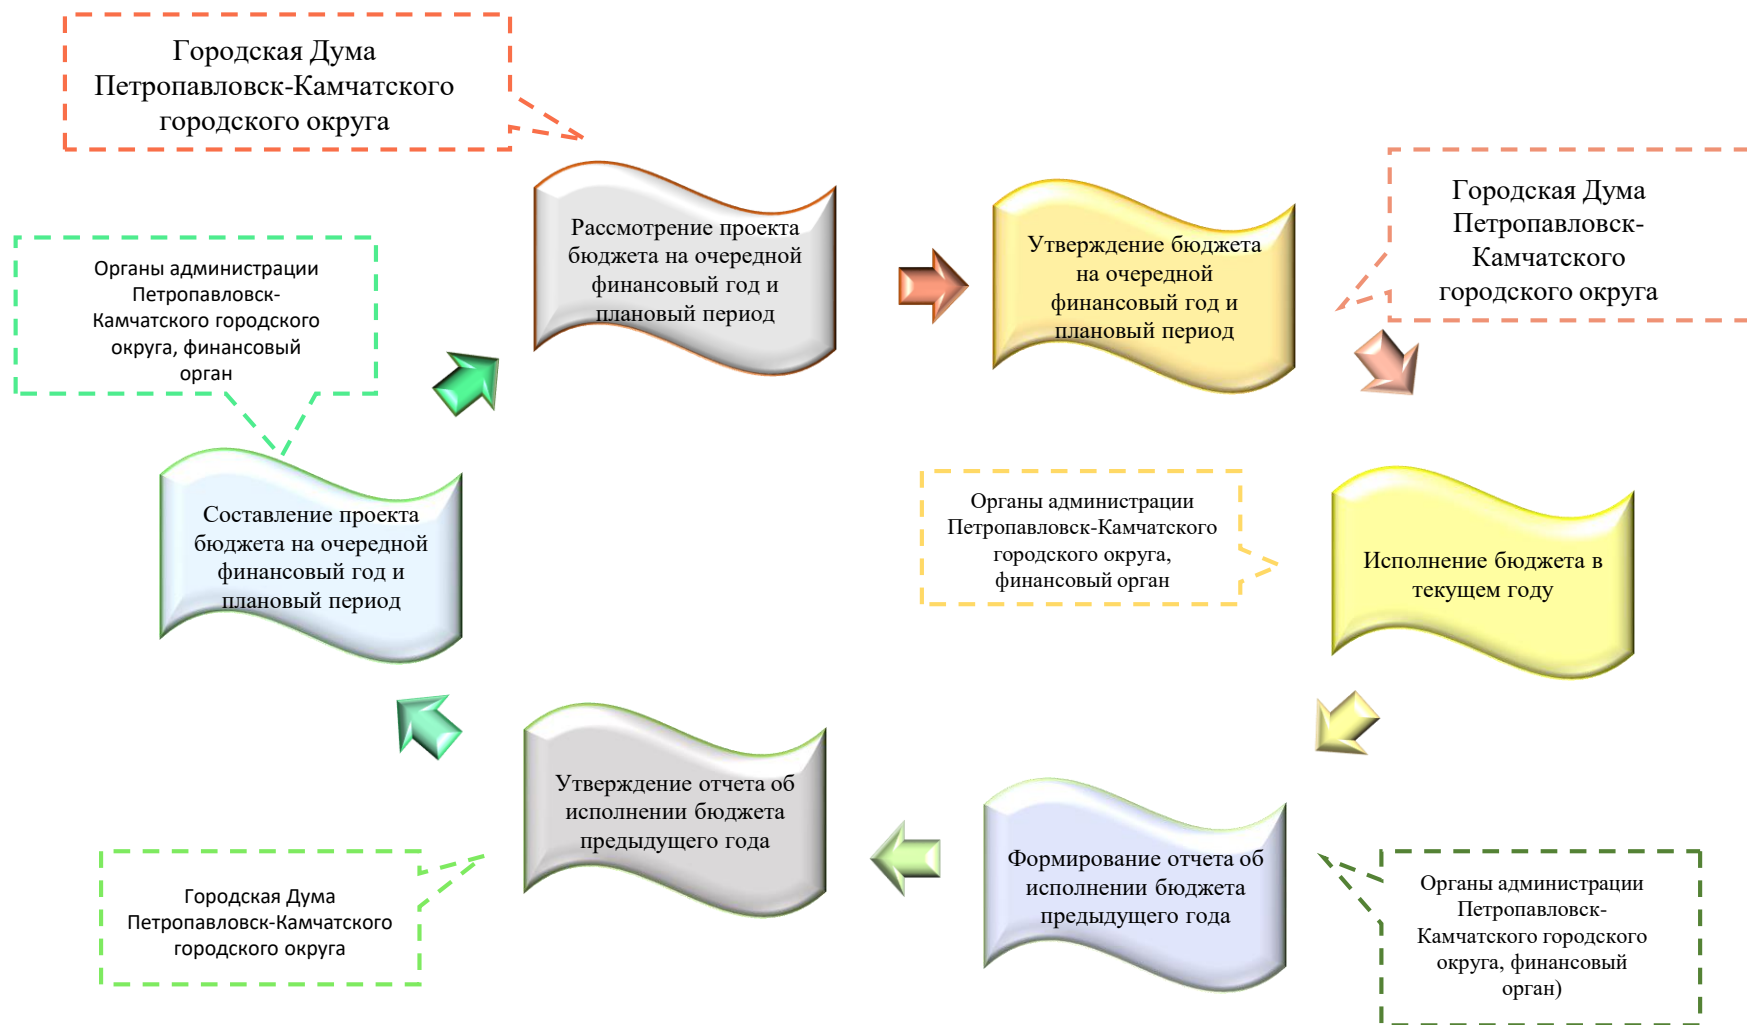 Городская Дума
Петропавловск-Камчатского
городского округа
Рассмотрение проекта
бюджета на очередной
финансовый год и
плановый период
Утверждение бюджета
на очередной
финансовый год и
плановый период
Городская Дума
Петропавловск-
Камчатского
городского округа
Органы администрации
Петропавловск-
Камчатского городского
округа, финансовый
орган
Составление проекта
бюджета на очередной
финансовый год и
плановый период
Органы администрации
Петропавловск-Камчатского
городского округа,
финансовый орган
Исполнение бюджета в
текущем году
Утверждение отчета об
исполнении бюджета
предыдущего года
Формирование отчета об
исполнении бюджета
предыдущего года
Городская Дума
Петропавловск-Камчатского
городского округа
Органы администрации
Петропавловск-
Камчатского городского
округа, финансовый
орган)